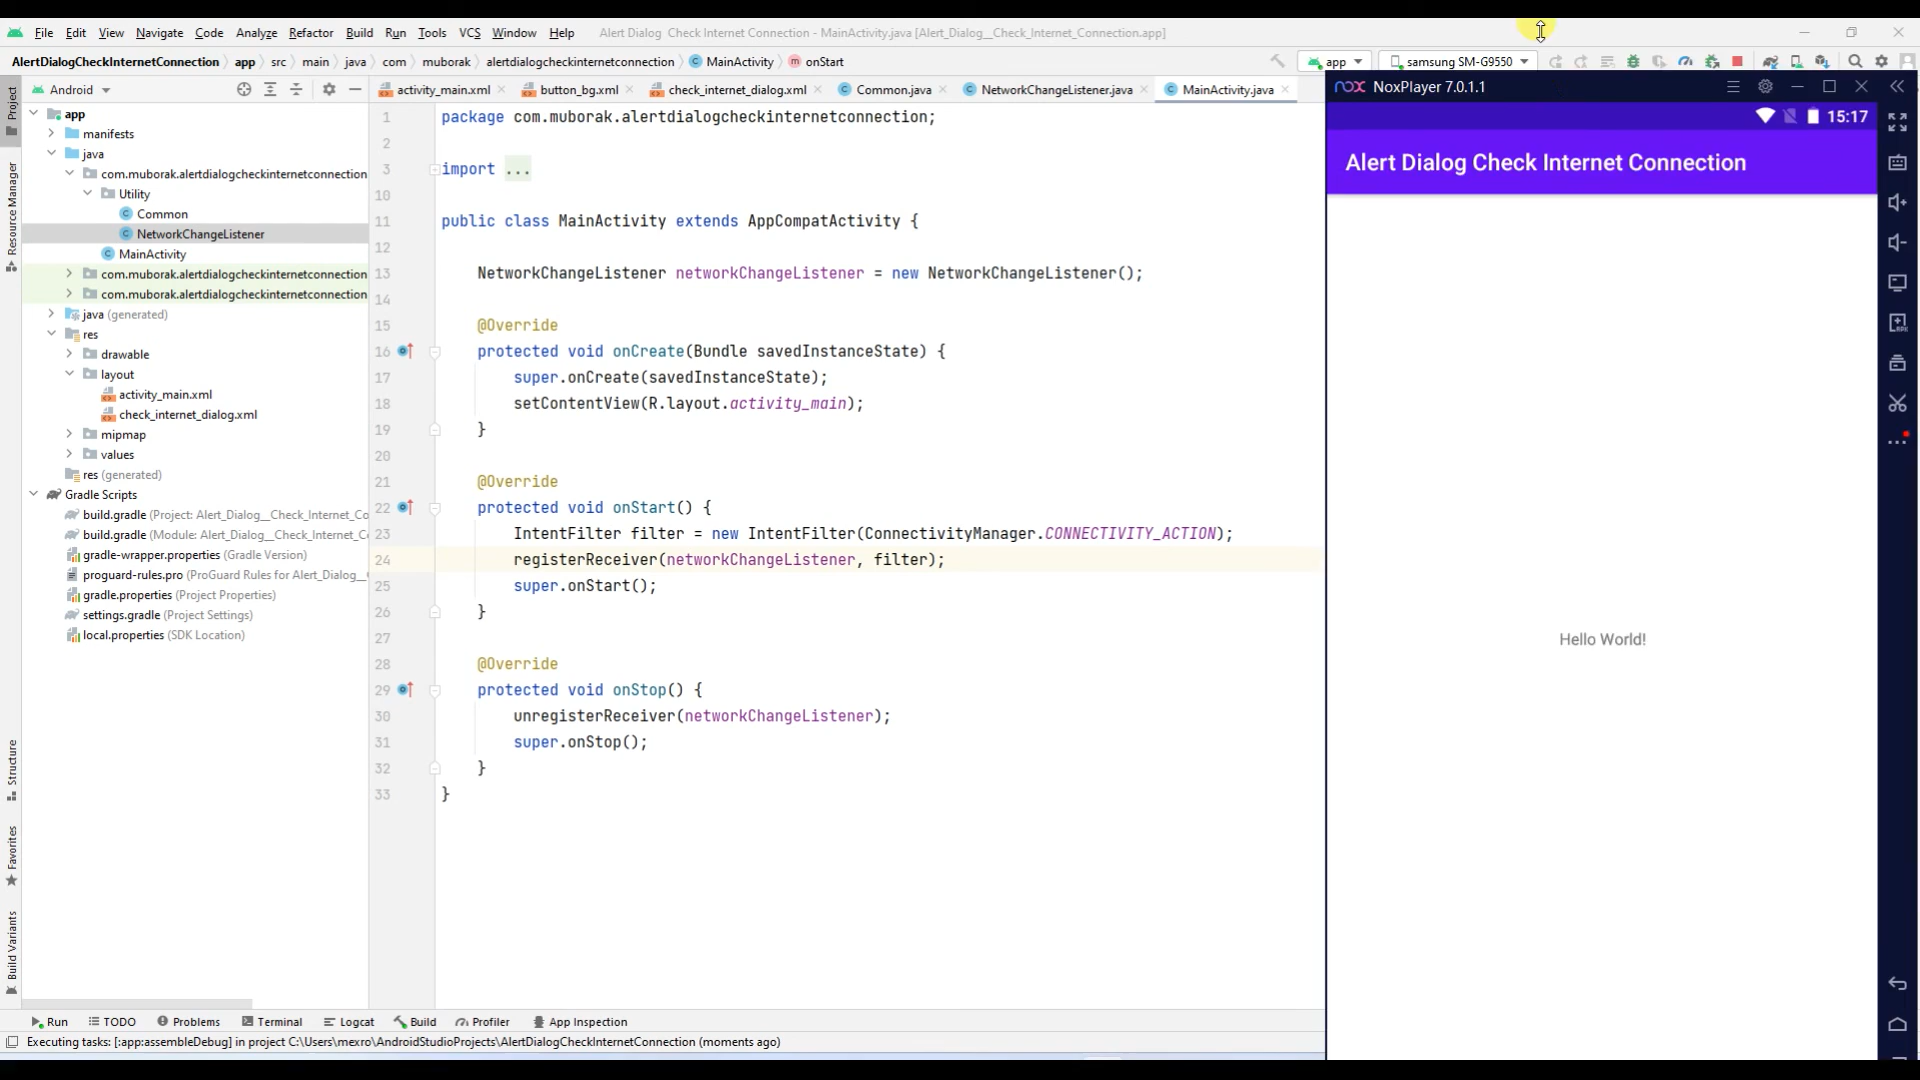 File Edit View Navigate Code Analyze Refactor Build Run Tools VCS Window Help Alert Dialog Check Internet Connection - MainActivity.java [Alert_Dialog__Check_Internet_Connection.app]
AlertDialogCheckInternetConnection app src main java com muborak alertdialogcheckinternetconnection MainActivity onStart app samsung SM-G9550
Android
activity_main.xml button_bg.xml check_internet_dialog.xml Common.java NetworkChangeListener.java MainActivity.java
Project
Resource Manager
Structure
Favorites
Build Variants
app
manifests
java
com.muborak.alertdialogcheckinternetconnection
Utility
Common
NetworkChangeListener
MainActivity
com.muborak.alertdialogcheckinternetconnection
com.muborak.alertdialogcheckinternetconnection
java (generated)
res
drawable
layout
activity_main.xml
check_internet_dialog.xml
mipmap
values
res (generated)
Gradle Scripts
build.gradle (Project: Alert_Dialog__Check_Internet_Co
build.gradle (Module: Alert_Dialog__Check_Internet_C
gradle-wrapper.properties (Gradle Version)
proguard-rules.pro (ProGuard Rules for Alert_Dialog__
gradle.properties (Project Properties)
settings.gradle (Project Settings)
local.properties (SDK Location)
1 package com.muborak.alertdialogcheckinternetconnection;
2
3 import ...
10
11 public class MainActivity extends AppCompatActivity {
12
13 NetworkChangeListener networkChangeListener = new NetworkChangeListener();
14
15 @Override
16 protected void onCreate(Bundle savedInstanceState) {
17 super.onCreate(savedInstanceState);
18 setContentView(R.layout.activity_main);
19 }
20
21 @Override
22 protected void onStart() {
23 IntentFilter filter = new IntentFilter(ConnectivityManager.CONNECTIVITY_ACTION);
24 registerReceiver(networkChangeListener, filter);
25 super.onStart();
26 }
27
28 @Override
29 protected void onStop() {
30 unregisterReceiver(networkChangeListener);
31 super.onStop();
32 }
33 }
nox NoxPlayer 7.0.1.1
15:17
Alert Dialog Check Internet Connection
Hello World!
Run TODO Problems Terminal Logcat Build Profiler App Inspection
Executing tasks: [:app:assembleDebug] in project C:\Users\mexro\AndroidStudioProjects\AlertDialogCheckInternetConnection (moments ago)